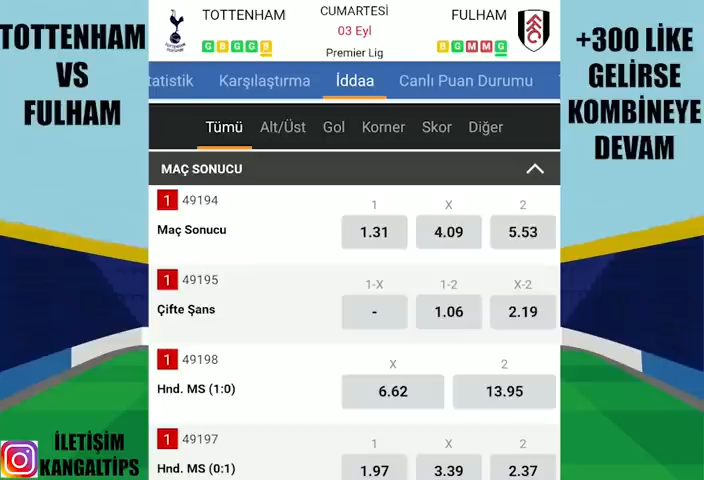 TOTTENHAM
VS
FULHAM
TOTTENHAM
CUMARTESİ
FULHAM
03 Eyl
G B G G B
Premier Lig
B G M M G
+300 LİKE
GELİRSE
KOMBİNEYE
DEVAM
tatistik Karşılaştırma İddaa Canlı Puan Durumu
Tümü Alt/Üst Gol Korner Skor Diğer
MAÇ SONUCU
1 49194
1 X 2
Maç Sonucu
1.31 4.09 5.53
1 49195
1-X 1-2 X-2
Çifte Şans
- 1.06 2.19
1 49198
X 2
Hnd. MS (1:0)
6.62 13.95
1 49197
1 X 2
Hnd. MS (0:1)
1.97 3.39 2.37
İLETİŞİM
KANGALTİPS